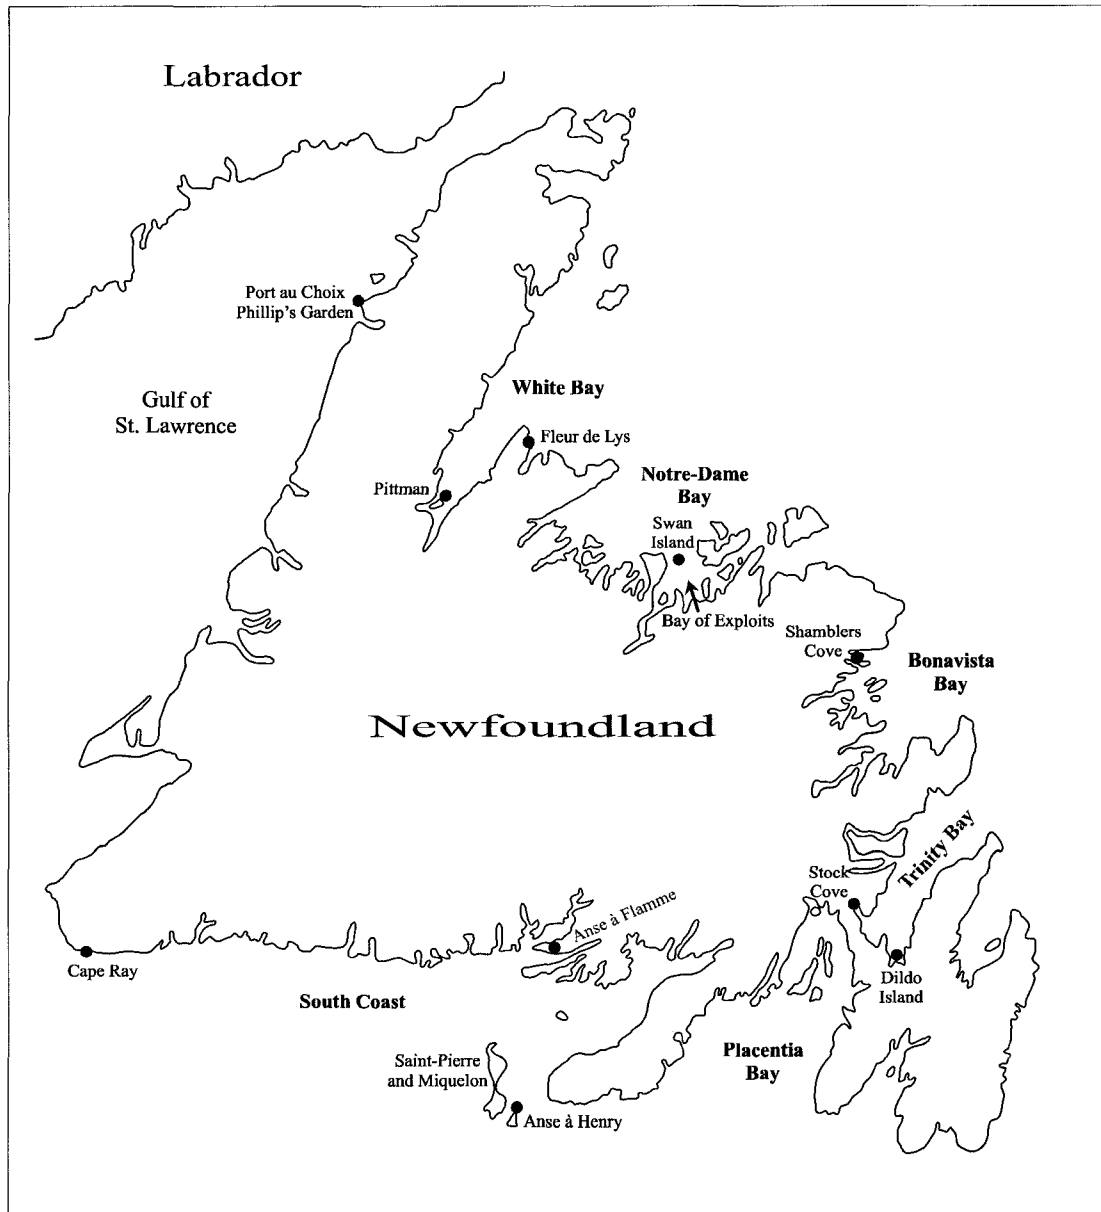 Labrador
Port au Choix
Phillip's Garden
Gulf of
St. Lawrence
White Bay
Fleur de Lys
Pittman
Notre-Dame
Bay
Swan
Island
Bay of Exploits
Shamblers
Cove
Bonavista
Bay
Newfoundland
Trinity Bay
Stock
Cove
Anse à Flamme
Cape Ray
Dildo
Island
South Coast
Placentia
Bay
Saint-Pierre
and Miquelon
Anse à Henry